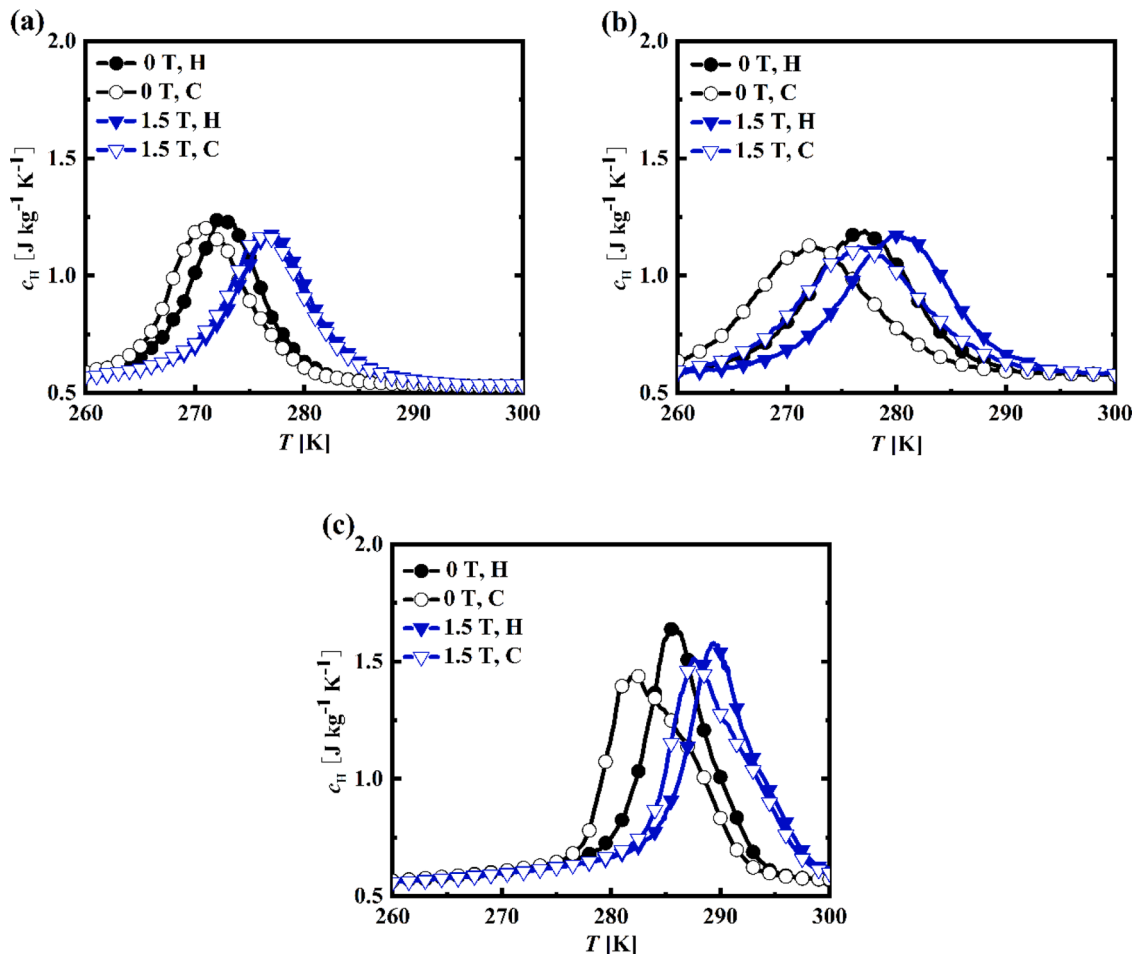 (a)
2.0
1.5
1.0
0.5
260
270
280
290
300
c_H [J kg⁻¹ K⁻¹]
T [K]
0 T, H
0 T, C
1.5 T, H
1.5 T, C
(b)
2.0
1.5
1.0
0.5
260
270
280
290
300
c_H [J kg⁻¹ K⁻¹]
T [K]
0 T, H
0 T, C
1.5 T, H
1.5 T, C
(c)
2.0
1.5
1.0
0.5
260
270
280
290
300
c_H [J kg⁻¹ K⁻¹]
T [K]
0 T, H
0 T, C
1.5 T, H
1.5 T, C